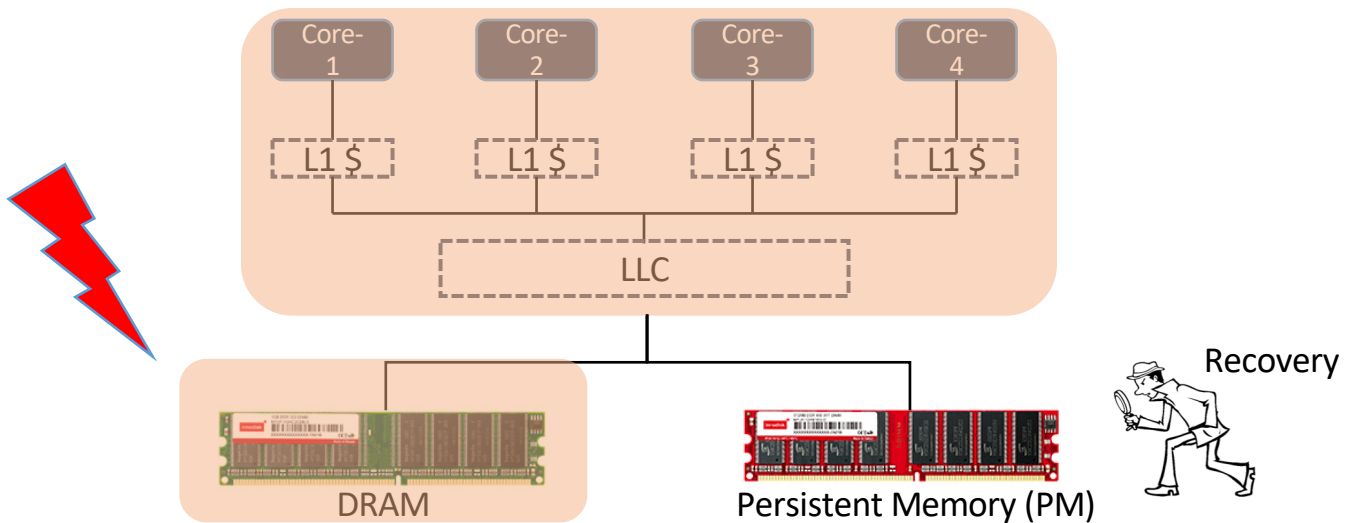 Core-
1
Core-
2
Core-
3
Core-
4
L1 $
L1 $
L1 $
L1 $
LLC
Recovery
DRAM
Persistent Memory (PM)